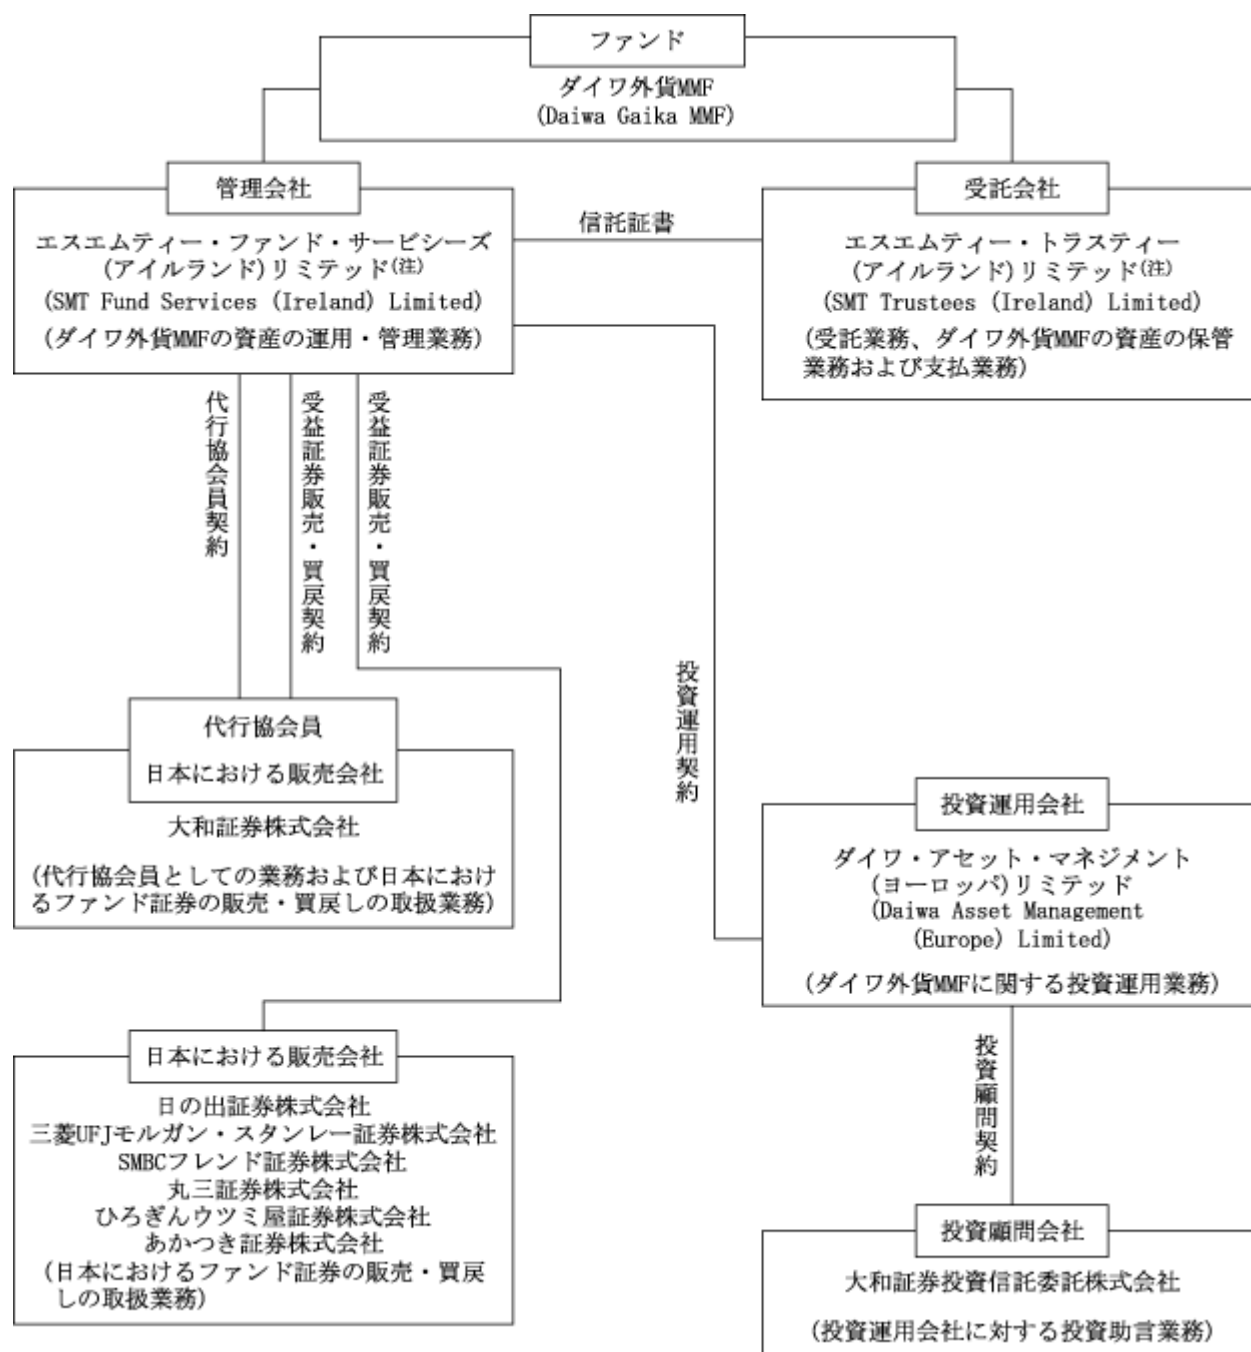 ファンド
ダイワ外貨MMF
(Daiwa Gaika MMF)
管理会社
エスエムティー・ファンド・サービシーズ
(アイルランド)リミテッド(注)
(SMT Fund Services (Ireland) Limited)
(ダイワ外貨MMFの資産の運用・管理業務)
信託証書
受託会社
エスエムティー・トラスティー
(アイルランド)リミテッド(注)
(SMT Trustees (Ireland) Limited)
(受託業務、ダイワ外貨MMFの資産の保管
業務および支払業務)
代行協会員契約
受益証券販売・買戻契約
受益証券販売・買戻契約
投資運用契約
代行協会員
日本における販売会社
大和証券株式会社
(代行協会員としての業務および日本におけ
るファンド証券の販売・買戻しの取扱業務)
投資運用会社
ダイワ・アセット・マネジメント
(ヨーロッパ)リミテッド
(Daiwa Asset Management
(Europe) Limited)
(ダイワ外貨MMFに関する投資運用業務)
日本における販売会社
日の出証券株式会社
三菱UFJモルガン・スタンレー証券株式会社
SMBCフレンド証券株式会社
丸三証券株式会社
ひろぎんウツミ屋証券株式会社
あかつき証券株式会社
(日本におけるファンド証券の販売・買戻
しの取扱業務)
投資顧問契約
投資顧問会社
大和証券投資信託委託株式会社
(投資運用会社に対する投資助言業務)